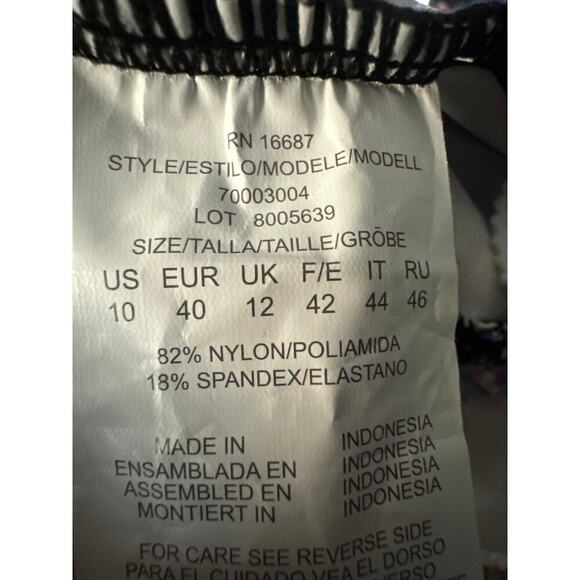 RN 16687
STYLE/ESTILO/MODELE/MODELL
70003004
LOT 8005639
SIZE/TALLA/TAILLE/GRÖBE
US EUR UK F/E IT RU
10 40 12 42 44 46
82% NYLON/POLIAMIDA
18% SPANDEX/ELASTANO
MADE IN INDONESIA
ENSAMBLADA EN INDONESIA
ASSEMBLED EN INDONESIA
MONTIERT IN INDONESIA
FOR CARE SEE REVERSE SIDE
PARA EL CUIDADO VEA EL DORSO